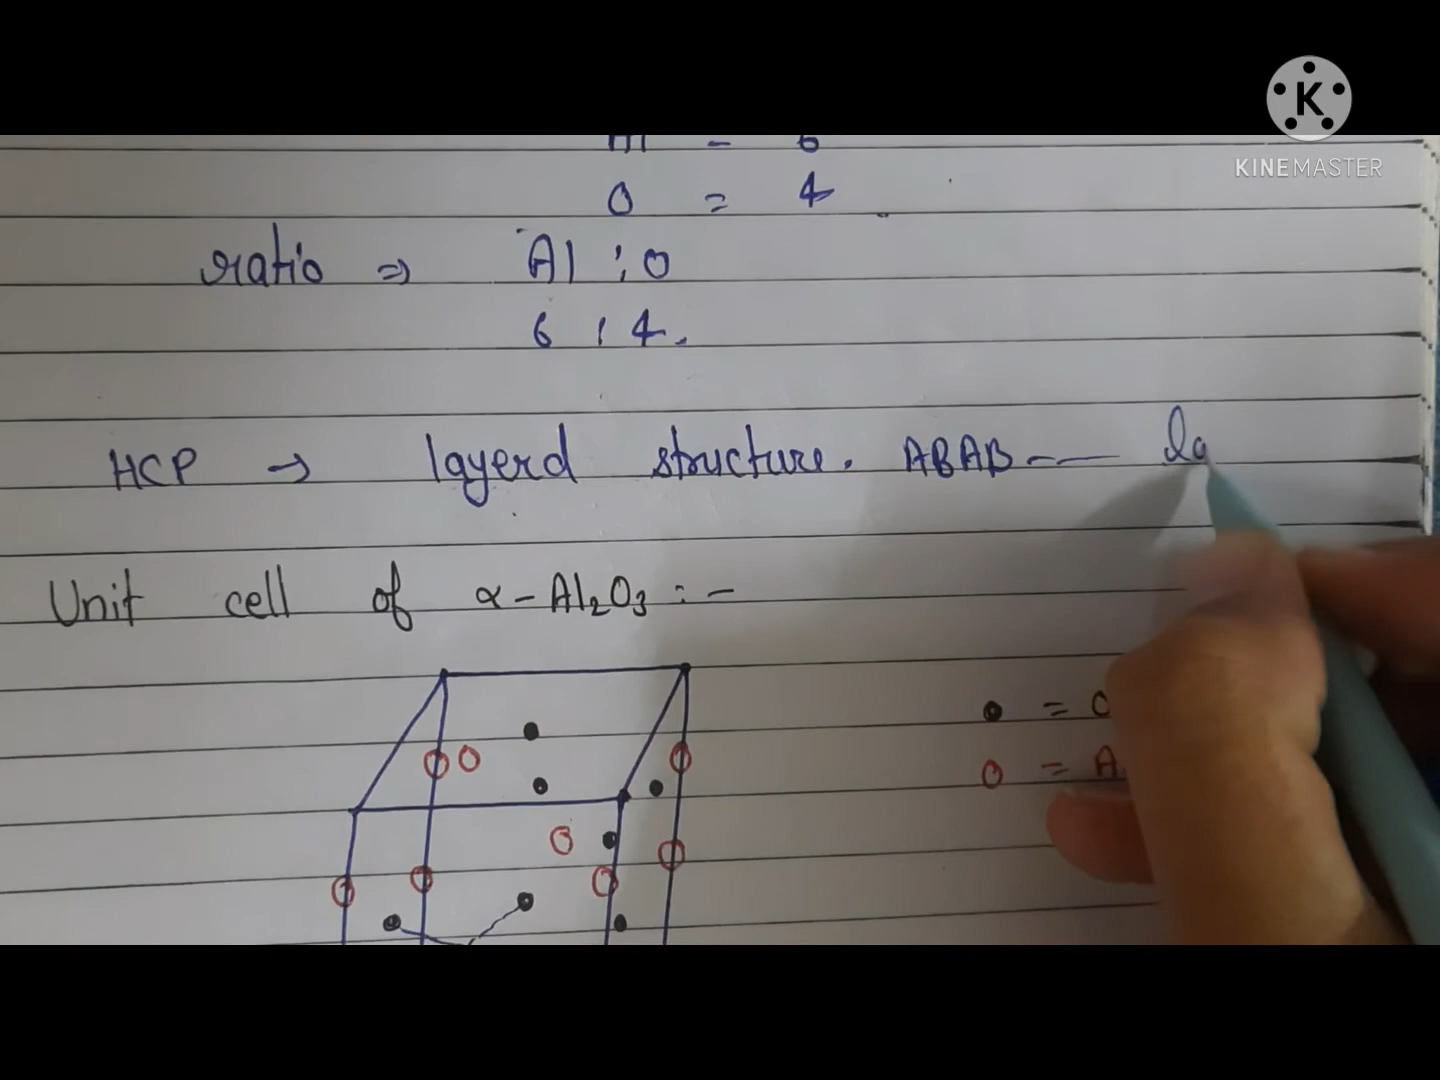 K
KINEMASTER
O = 4
ratio ⇒ Al : O
6 : 4.
HCP → layerd structure. ABAB---
Unit cell of α-Al₂O₃ :-
• =
O =